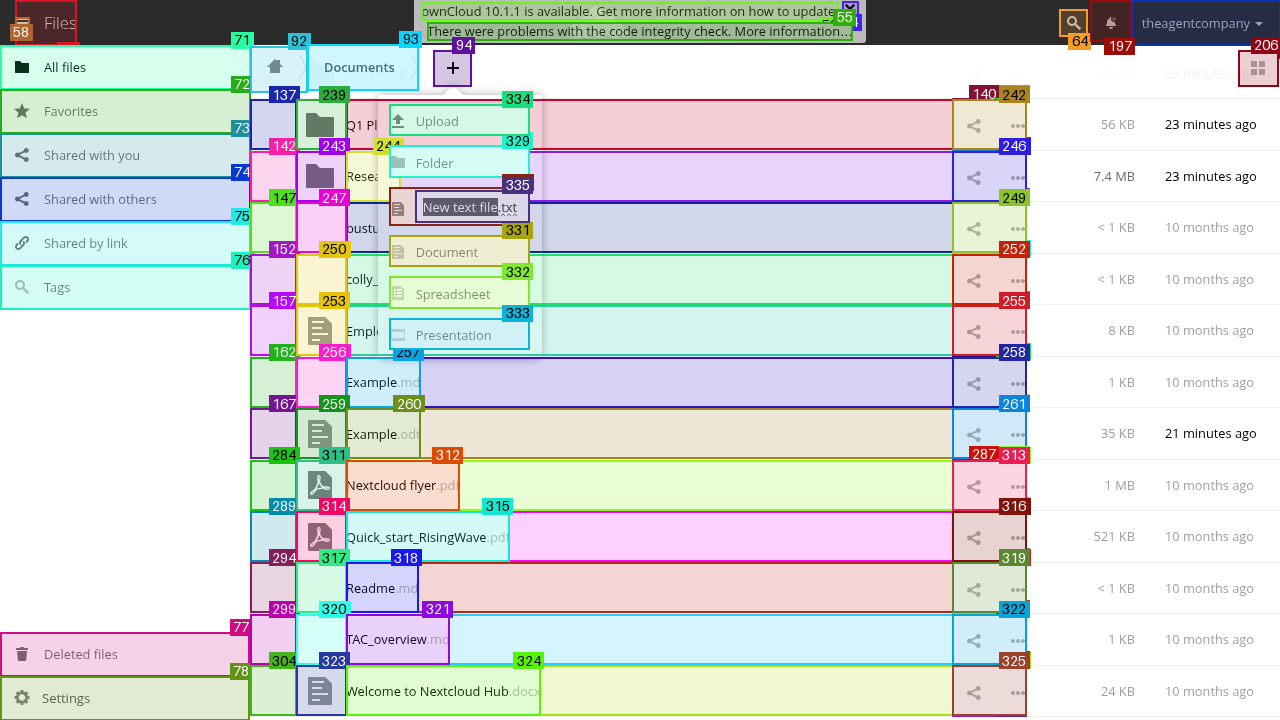 Files
ownCloud 10.1.1 is available. Get more information on how to update
There were problems with the code integrity check. More information...
theagentcompany
55
58
64
197
206
71
All files
72
Favorites
73
Shared with you
74
Shared with others
75
Shared by link
76
Tags
77
Deleted files
78
Settings
92
93
94
Documents
+
137
239
140
242
Q1 Pl
56 KB
23 minutes ago
23 minutes ago
142
243
244
246
Resea
7.4 MB
23 minutes ago
147
247
249
pustu
< 1 KB
10 months ago
152
250
252
colly_
< 1 KB
10 months ago
157
253
255
Emplo
8 KB
10 months ago
162
256
257
258
Example.md
1 KB
10 months ago
167
259
260
261
Example.odt
35 KB
21 minutes ago
284
311
312
287
313
Nextcloud flyer.pdf
1 MB
10 months ago
289
314
315
316
Quick_start_RisingWave.pdf
521 KB
10 months ago
294
317
318
319
Readme.md
< 1 KB
10 months ago
299
320
321
322
TAC_overview.md
1 KB
10 months ago
304
323
324
325
Welcome to Nextcloud Hub.docx
24 KB
10 months ago
334
Upload
329
Folder
335
New text file.txt
331
Document
332
Spreadsheet
333
Presentation